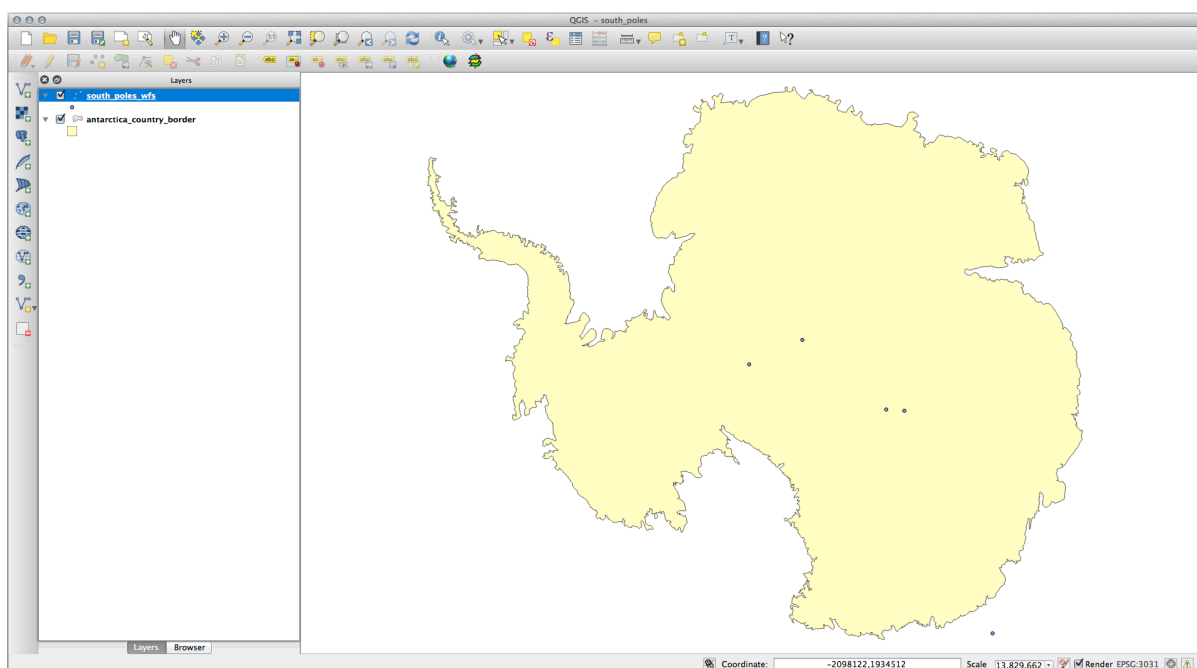 QGIS - south_poles
Layers
south_poles_wfs
antarctica_country_border
Layers Browser
Coordinate: -2098122,1934512 Scale 13,829,662 Render EPSG:3031